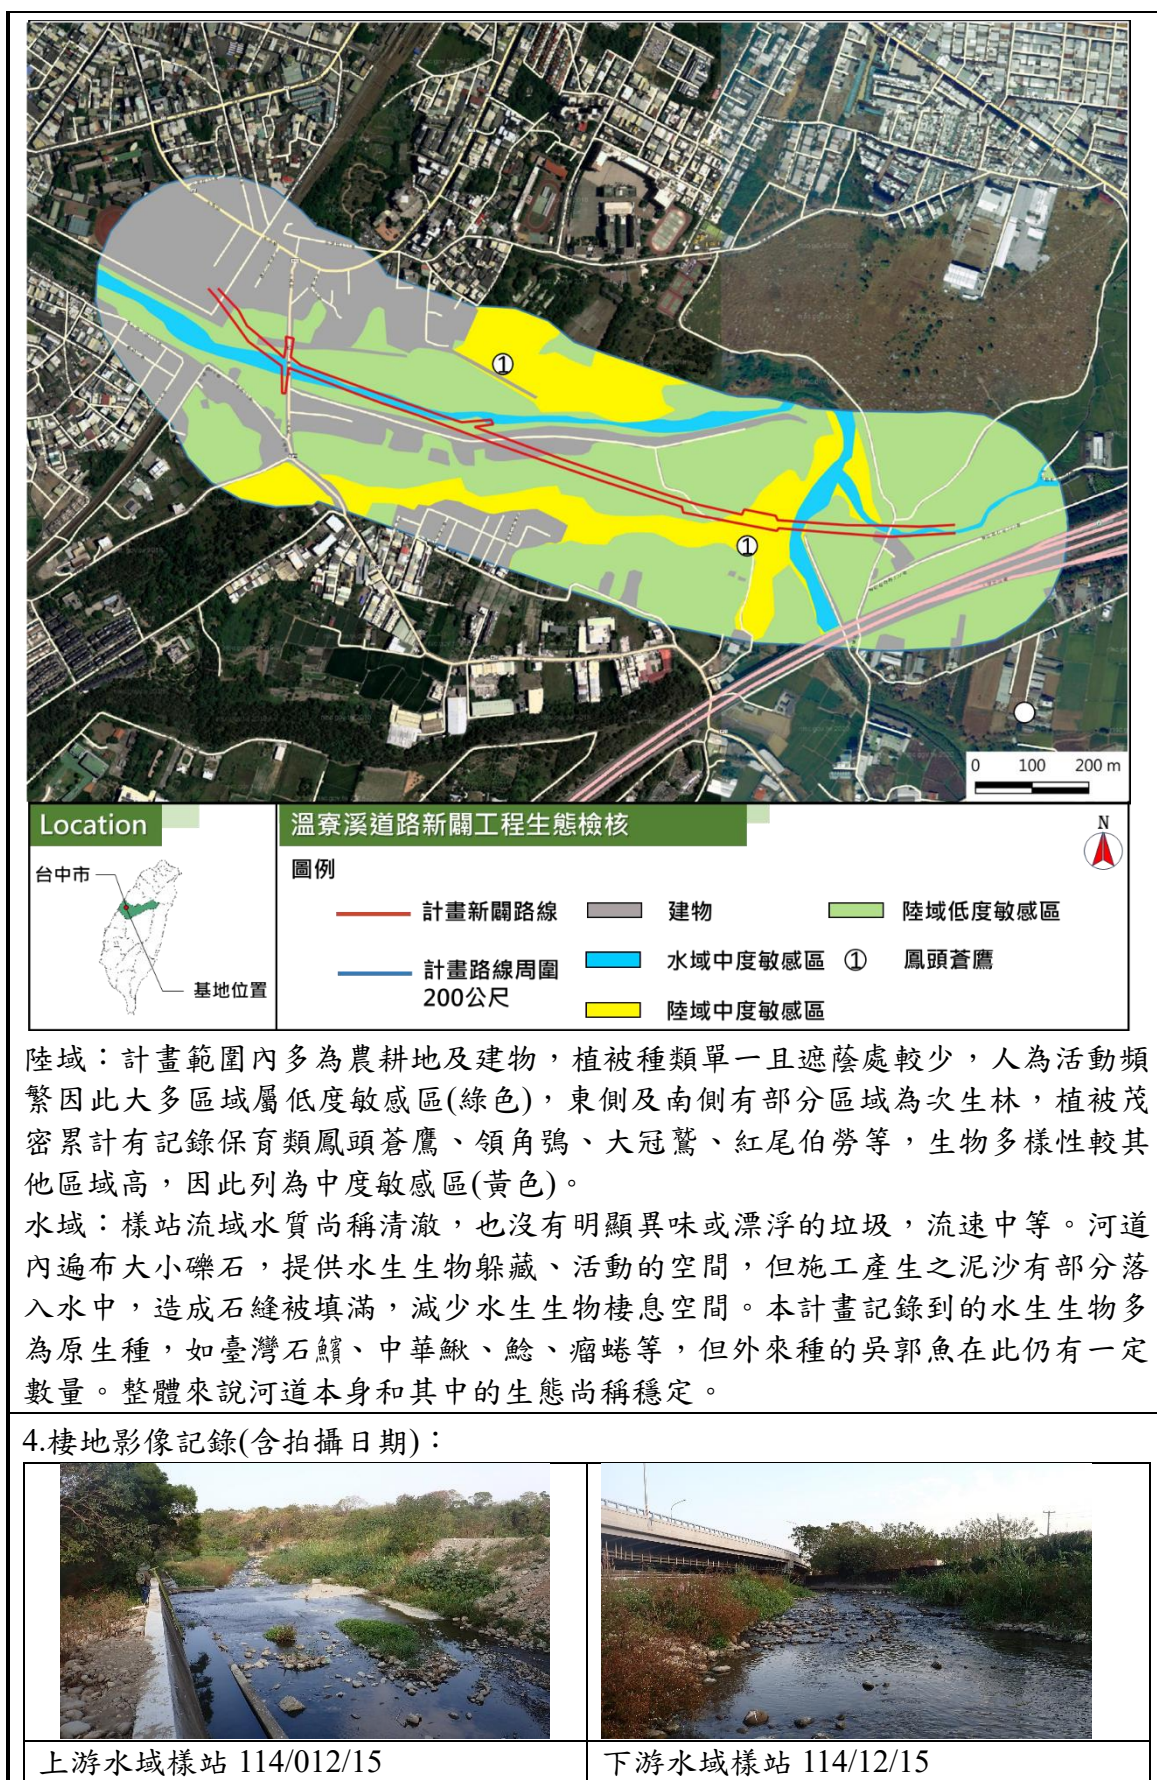 ①
①
0 100 200 m
Location
台中市
基地位置
溫寮溪道路新闢工程生態檢核
圖例
計畫新闢路線
建物
陸域低度敏感區
計畫路線周圍
200公尺
水域中度敏感區
① 鳳頭蒼鷹
陸域中度敏感區
N
陸域：計畫範圍內多為農耕地及建物，植被種類單一且遮蔭處較少，人為活動頻
繁因此大多區域屬低度敏感區(綠色)，東側及南側有部分區域為次生林，植被茂
密累計有記錄保育類鳳頭蒼鷹、領角鴞、大冠鷲、紅尾伯勞等，生物多樣性較其
他區域高，因此列為中度敏感區(黃色)。
水域：樣站流域水質尚稱清澈，也沒有明顯異味或漂浮的垃圾，流速中等。河道
內遍布大小礫石，提供水生生物躲藏、活動的空間，但施工產生之泥沙有部分落
入水中，造成石縫被填滿，減少水生生物棲息空間。本計畫記錄到的水生生物多
為原生種，如臺灣石𩼧、中華鰍、鯰、瘤蜷等，但外來種的吳郭魚在此仍有一定
數量。整體來說河道本身和其中的生態尚稱穩定。
4.棲地影像記錄(含拍攝日期)：
上游水域樣站 114/012/15
下游水域樣站 114/12/15